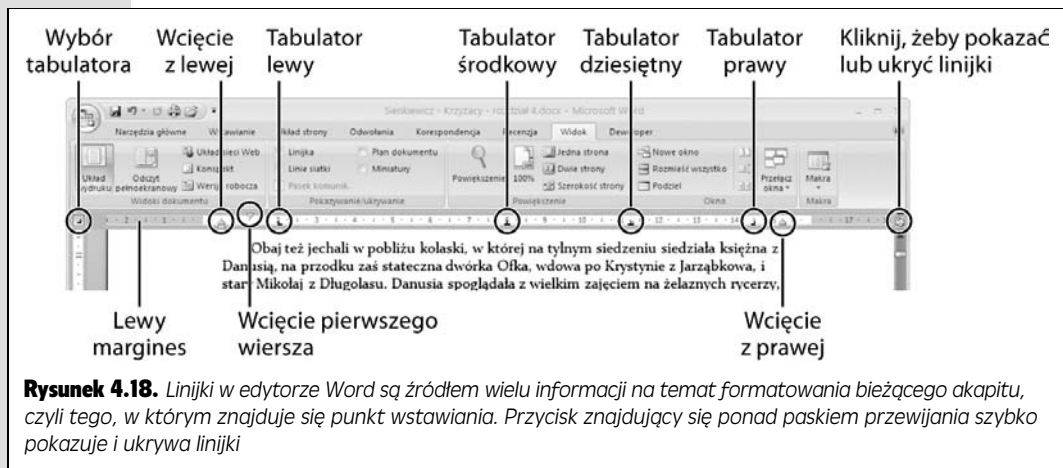 Wybór tabulatora
Wcięcie z lewej
Tabulator lewy
Tabulator środkowy
Tabulator dziesiętny
Tabulator prawy
Kliknij, żeby pokazać lub ukryć linijki
Sienkiewicz - Krzyżacy - rozdział 4.docx - Microsoft Word
Narzędzia główne Wstawianie Układ strony Odwołania Korespondencja Recenzja Widok Deweloper
Układ wydruku
Odczyt pełnoekranowy
Układ sieci Web
Konspekt
Wersja robocza
Widoki dokumentu
Linijka
Linie siatki
Pasek komunik.
Plan dokumentu
Miniatury
Pokazywanie/ukrywanie
Powiększenie
100%
Jedna strona
Dwie strony
Szerokość strony
Powiększenie
Nowe okno
Rozmieść wszystko
Podziel
Przełącz okna
Okno
Makra
Makra
Obaj też jechali w pobliżu kolaski, w której na tylnym siedzeniu siedziała księżna z
Danusią, na przodku zaś stateczna dwórka Ofka, wdowa po Krystynie z Jarząbkowa, i
stary Mikołaj z Długolasu. Danusia spoglądała z wielkim zajęciem na żelaznych rycerzy,
Lewy margines
Wcięcie pierwszego wiersza
Wcięcie z prawej
Rysunek 4.18. Linijki w edytorze Word są źródłem wielu informacji na temat formatowania bieżącego akapitu,
czyli tego, w którym znajduje się punkt wstawiania. Przycisk znajdujący się ponad paskiem przewijania szybko
pokazuje i ukrywa linijki